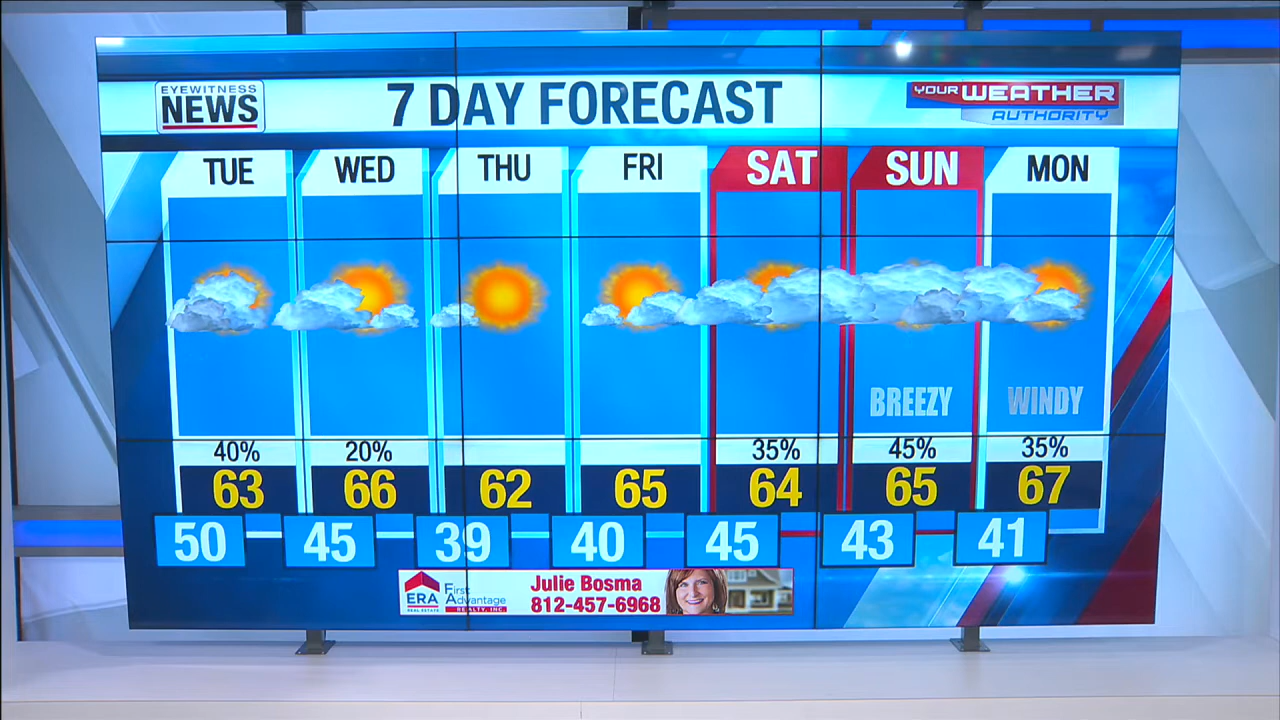 EYEWITNESS
NEWS
7 DAY FORECAST
YOUR WEATHER
AUTHORITY
TUE WED THU FRI SAT SUN MON
BREEZY WINDY
40% 20% 35% 45% 35%
63 66 62 65 64 65 67
50 45 39 40 45 43 41
ERA
REAL ESTATE
First
Advantage
REALTY, INC.
Julie Bosma
812-457-6968